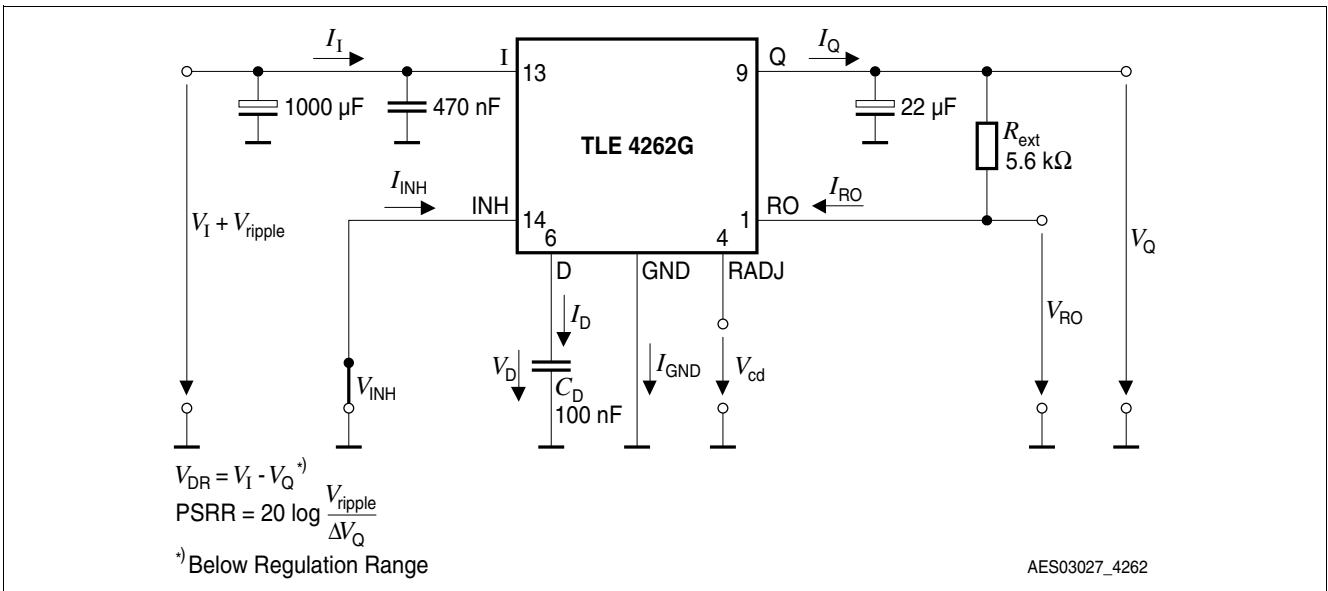 I_I
I
13
1000 µF
470 nF
TLE 4262G
9
Q
I_Q
22 µF
R_ext
5.6 kΩ
I_INH
INH
14
6
4
1
RO
I_RO
V_I + V_ripple
D
GND
RADJ
V_Q
I_D
V_D
C_D
100 nF
I_GND
V_cd
V_RO
V_INH
V_DR = V_I - V_Q *)
PSRR = 20 log V_ripple / ΔV_Q
*) Below Regulation Range
AES03027_4262